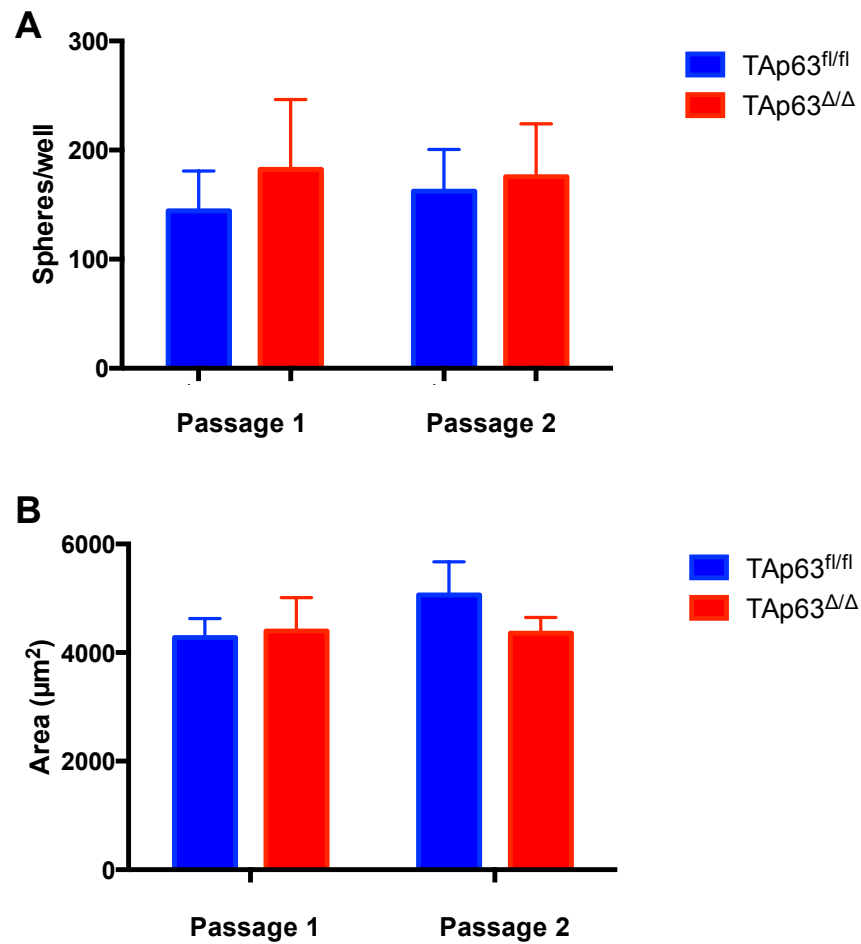 A
300
200
100
0
Spheres/well
Passage 1
Passage 2
TAp63fl/fl
TAp63Δ/Δ
B
6000
4000
2000
0
Area (µm²)
Passage 1
Passage 2
TAp63fl/fl
TAp63Δ/Δ